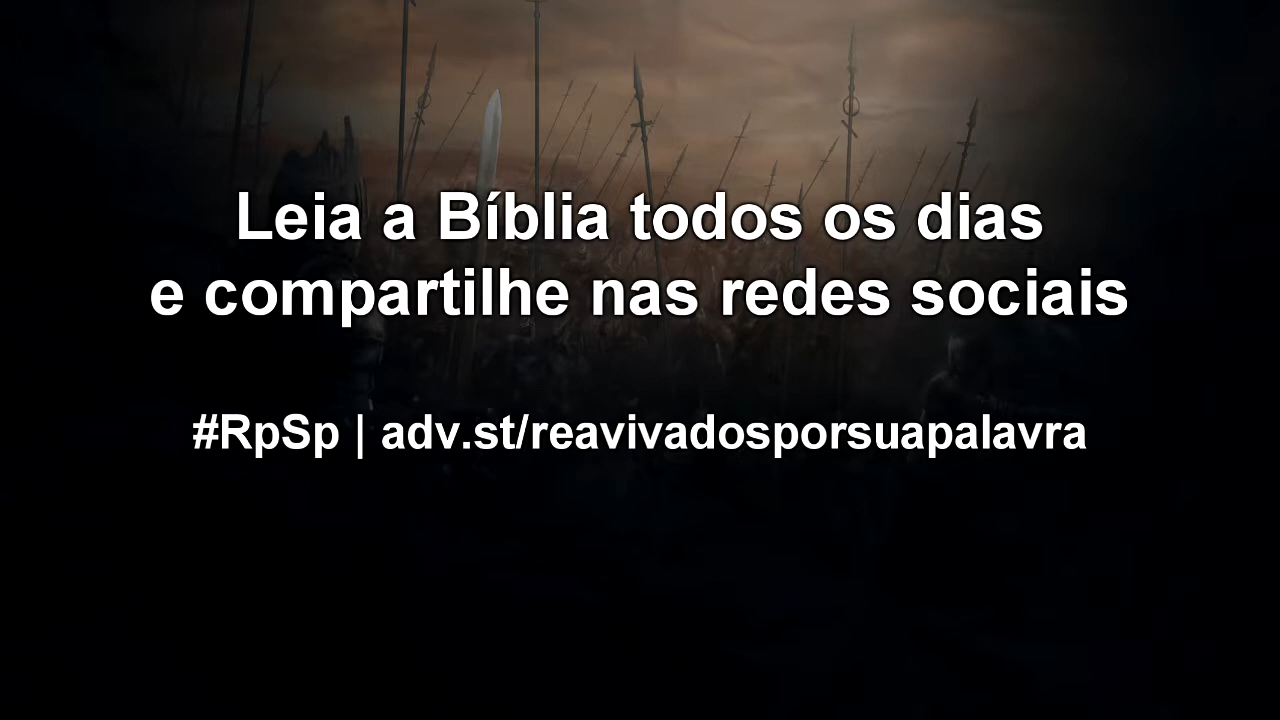 Leia a Bíblia todos os dias
e compartilhe nas redes sociais
#RpSp | adv.st/reavivadosporsuapalavra